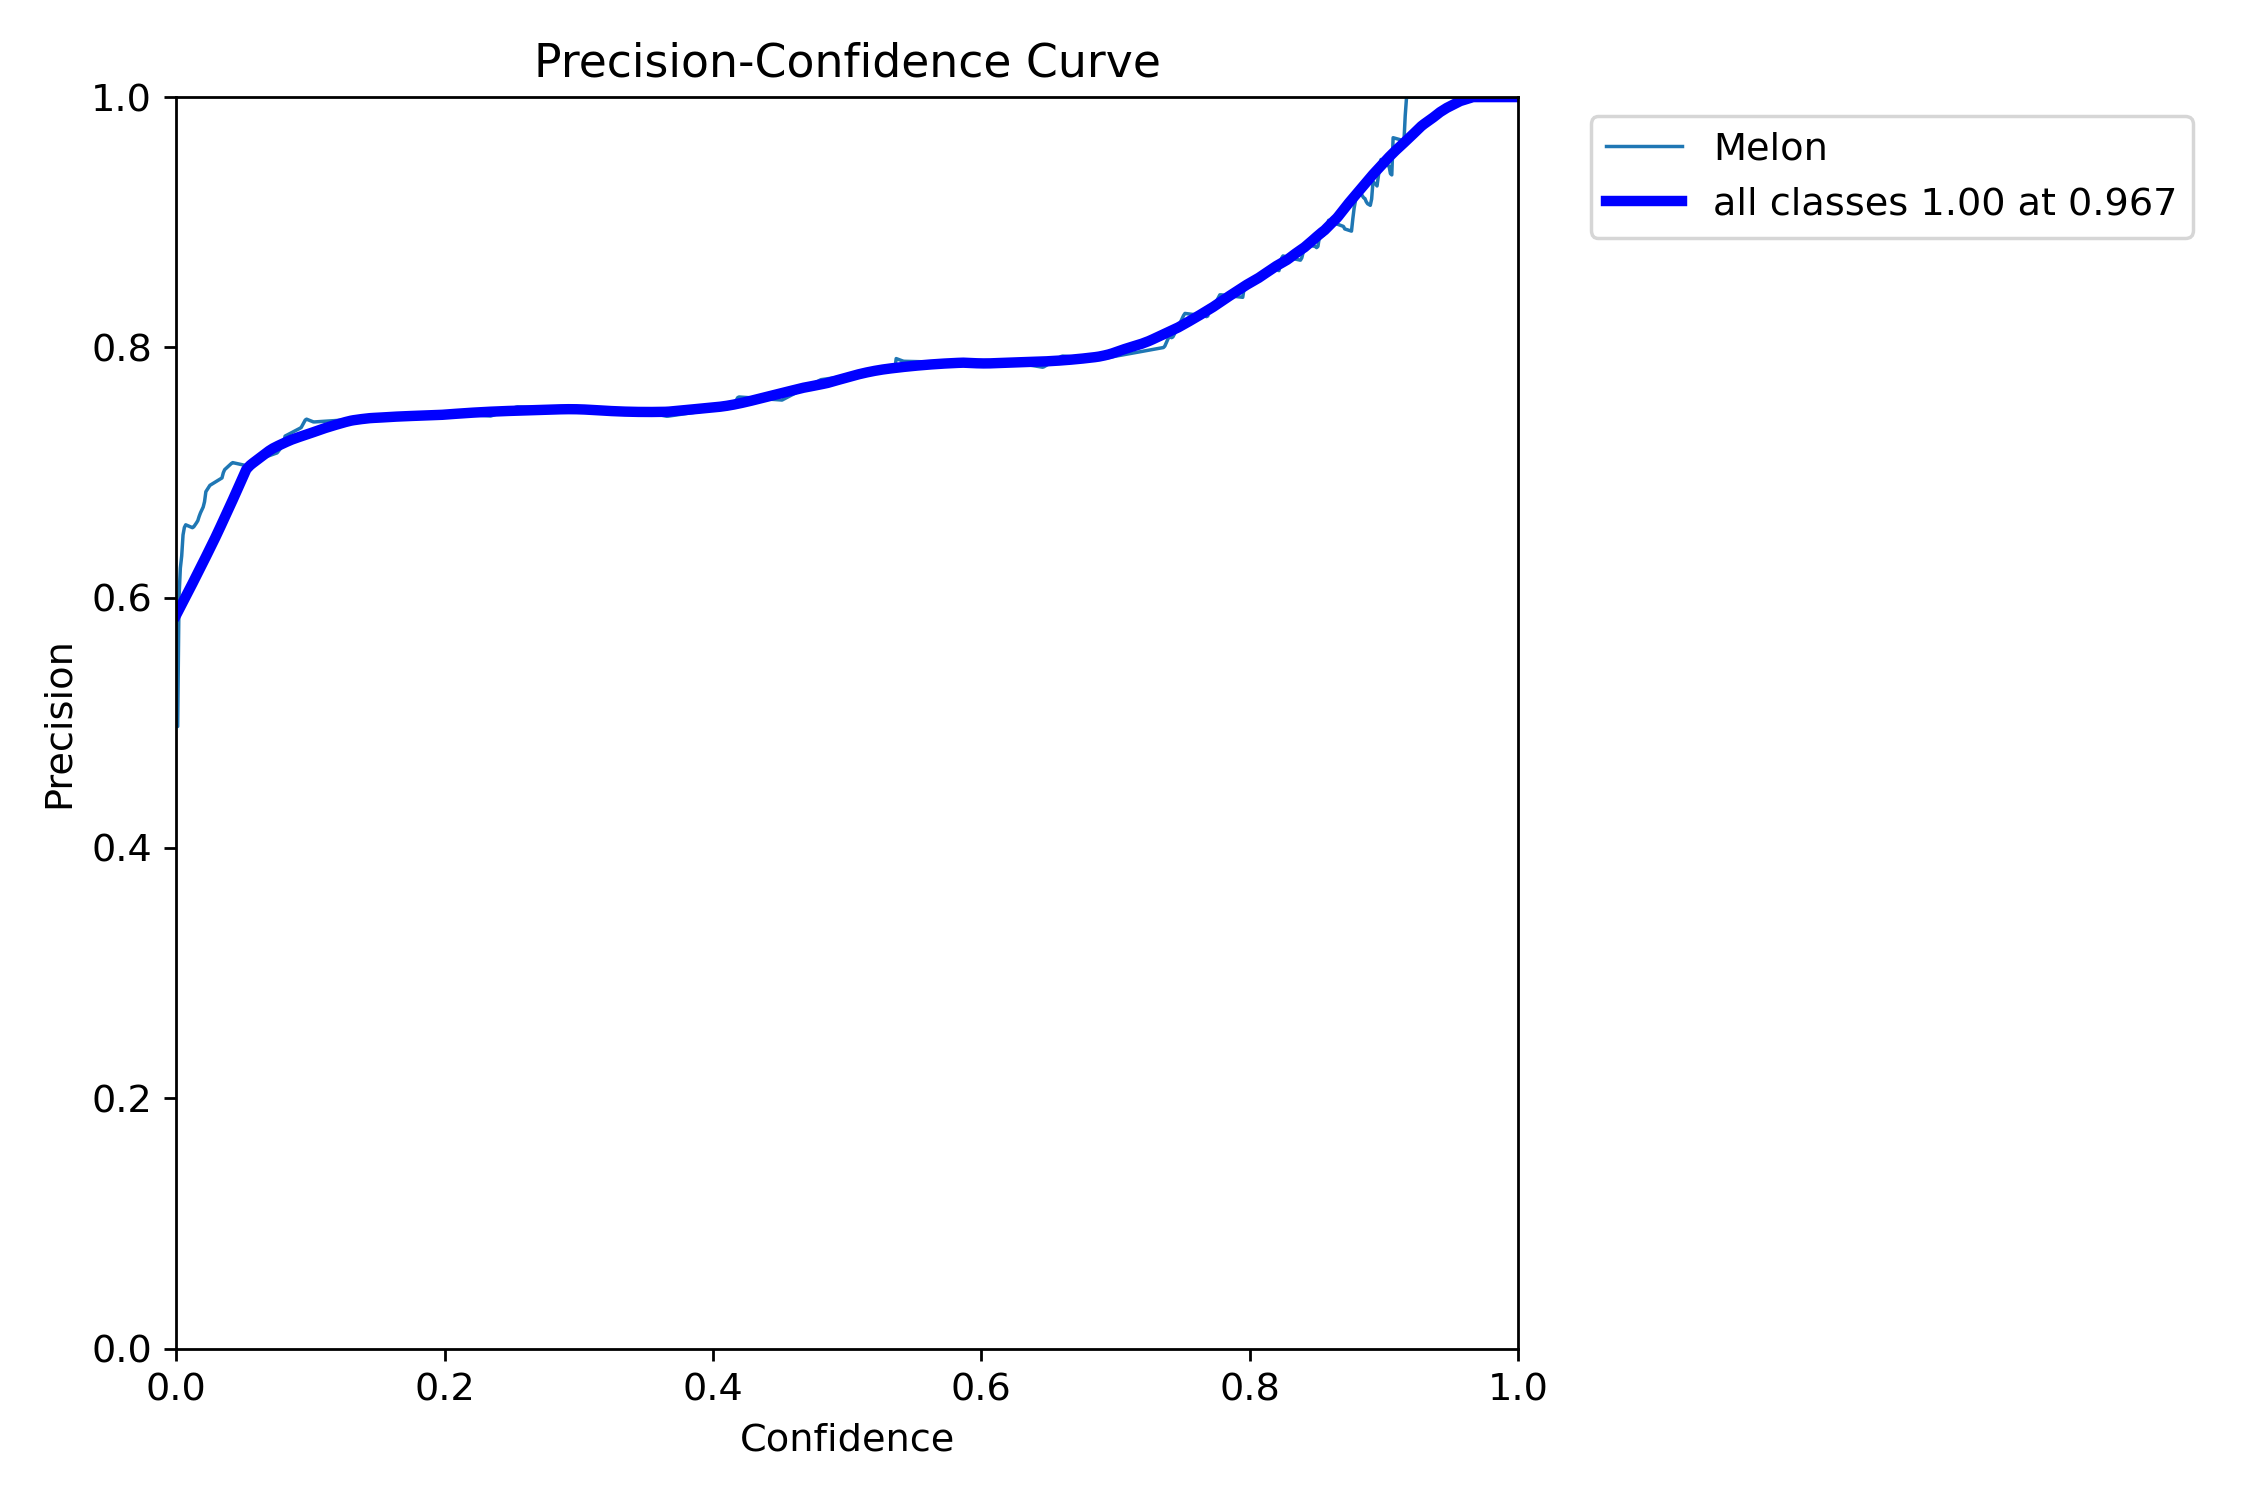 Precision-Confidence Curve
Melon
all classes 1.00 at 0.967
Precision
1.0
0.8
0.6
0.4
0.2
0.0
0.0 0.2 0.4 0.6 0.8 1.0
Confidence